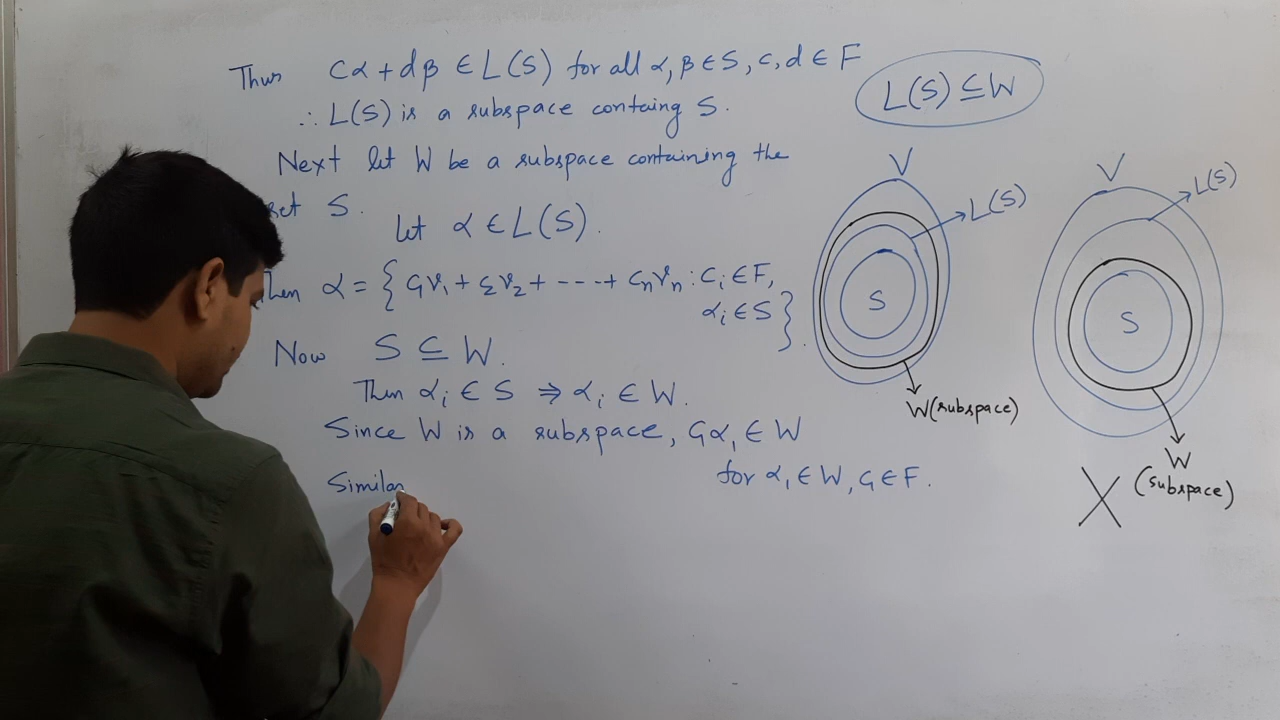 Thus cα + dβ ∈ L(S) for all α, β ∈ S, c, d ∈ F
∴ L(S) is a subspace containg S.
Next let W be a subspace containing the
set S.
let α ∈ L(S).
Then α = { c₁v₁ + c₂v₂ + ---- + cₙvₙ : cᵢ ∈ F,
αᵢ ∈ S }.
Now S ⊆ W.
Then αᵢ ∈ S ⇒ αᵢ ∈ W.
Since W is a subspace, c₁α₁ ∈ W
for α₁ ∈ W, c₁ ∈ F.
Similar
L(S) ⊆ W
V
L(S)
S
W(subspace)
V
L(S)
S
W
(subspace)
X